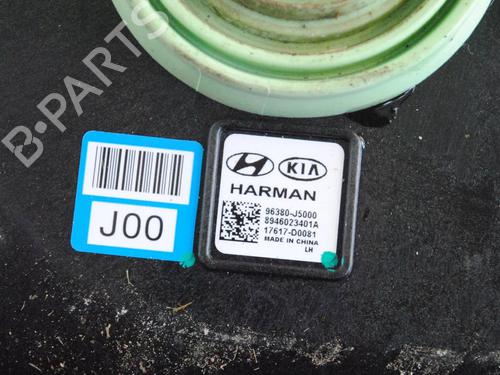 B-PARTS
J00
KIA
HARMAN
96380-J5000
8946023401A
17617-D0081
MADE IN CHINA
LH